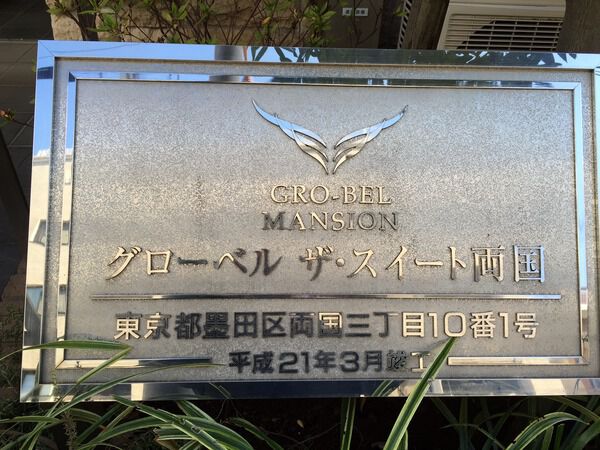 GRO-BEL
MANSION
グローベル ザ・スイート両国
東京都墨田区両国三丁目10番1号
平成21年3月竣工